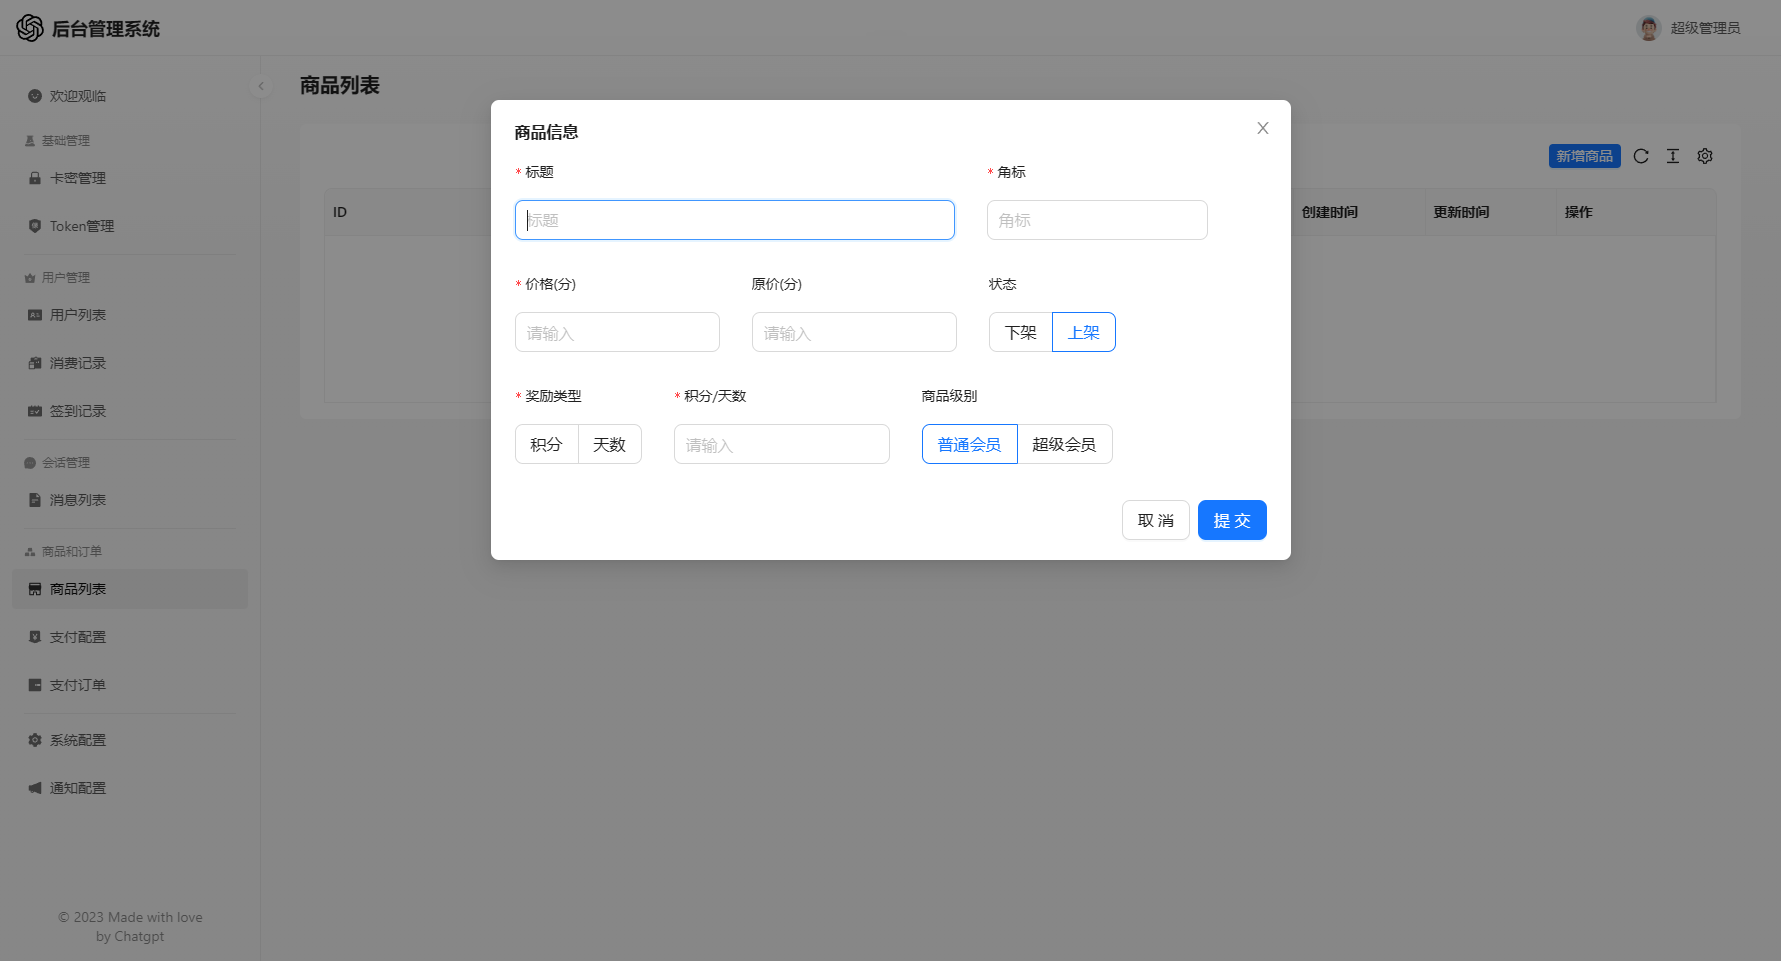 后台管理系统
超级管理员
欢迎观临
基础管理
卡密管理
Token管理
用户管理
用户列表
消费记录
签到记录
会话管理
消息列表
商品和订单
商品列表
支付配置
支付订单
系统配置
通知配置
© 2023 Made with love
by Chatgpt
商品列表
新增商品
ID
创建时间
更新时间
操作
商品信息
* 标题
* 角标
标题
角标
* 价格(分)
原价(分)
状态
请输入
请输入
下架
上架
* 奖励类型
* 积分/天数
商品级别
积分
天数
请输入
普通会员
超级会员
取 消
提 交